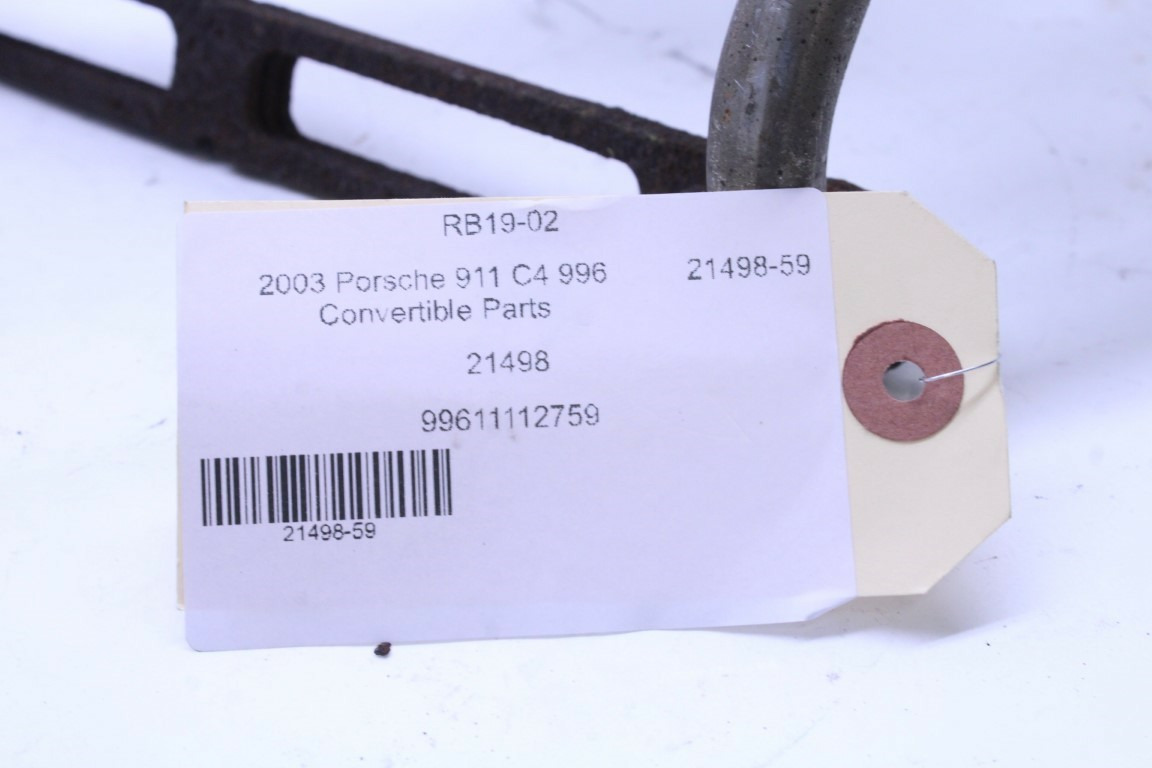 RB19-02
2003 Porsche 911 C4 996 21498-59
Convertible Parts
21498
99611112759
21498-59